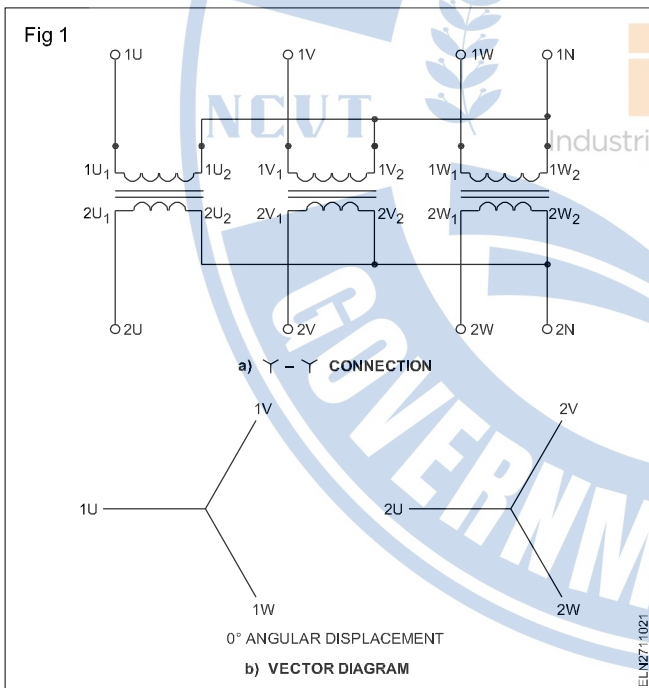 Fig 1
1U 1V 1W 1N
NCVT
Industri
1U₁ 1U₂ 1V₁ 1V₂ 1W₁ 1W₂
2U₁ 2U₂ 2V₁ 2V₂ 2W₁ 2W₂
2U 2V 2W 2N
a) Y – Y CONNECTION
GOVERNM
1V 2V
1U 2U
1W 2W
0° ANGULAR DISPLACEMENT
b) VECTOR DIAGRAM
ELN2711021